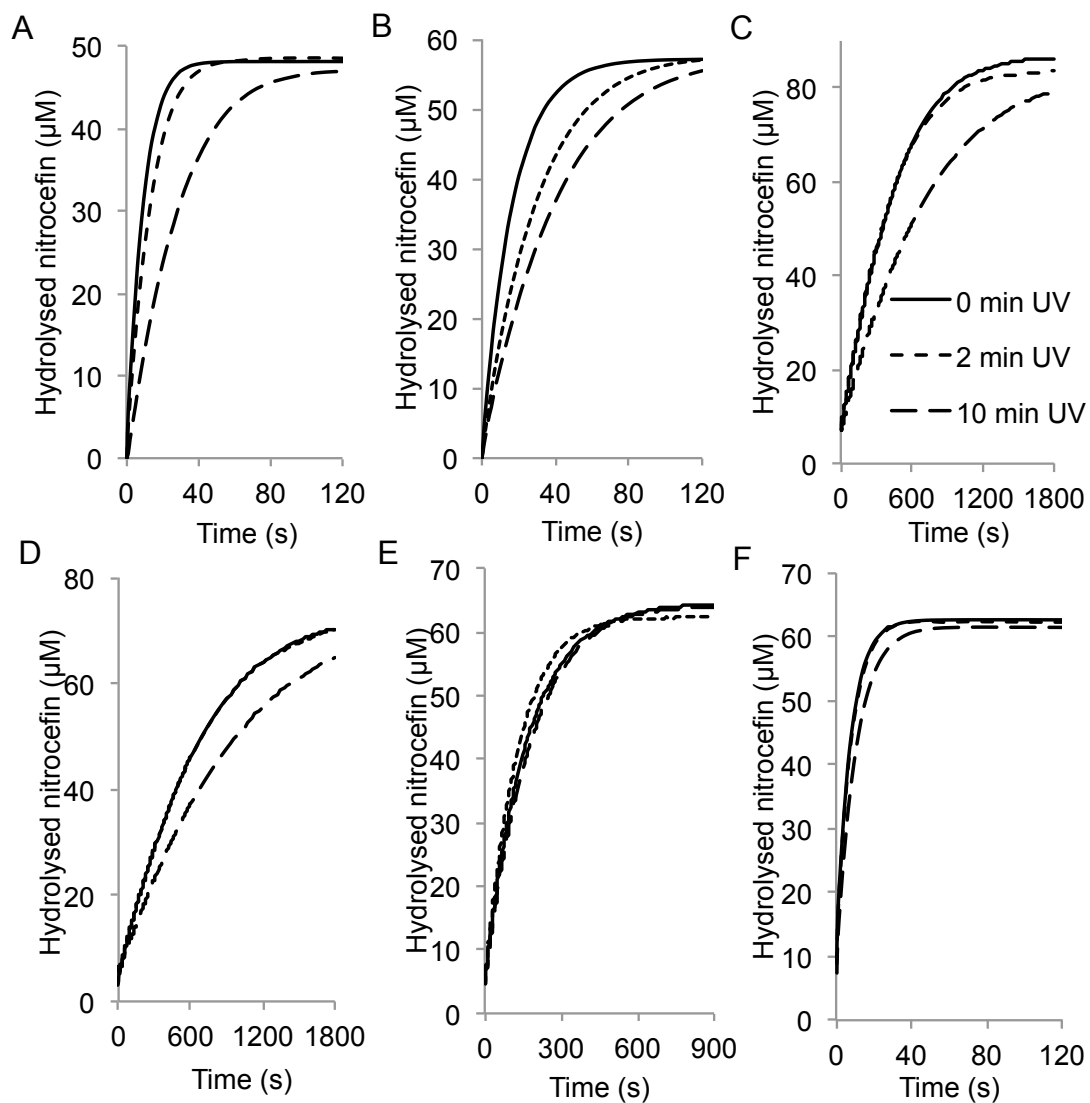 A
Hydrolysed nitrocefin (µM)
50
40
30
20
10
0
0 40 80 120
Time (s)
B
Hydrolysed nitrocefin (µM)
60
50
40
30
20
10
0
0 40 80 120
Time (s)
C
Hydrolysed nitrocefin (µM)
80
60
40
20
0
0 600 1200 1800
Time (s)
0 min UV
2 min UV
10 min UV
D
Hydrolysed nitrocefin (µM)
80
60
40
20
0
0 600 1200 1800
Time (s)
E
Hydrolysed nitrocefin (µM)
70
60
50
40
30
20
10
0
0 300 600 900
Time (s)
F
Hydrolysed nitrocefin (µM)
70
60
50
40
30
20
10
0
0 40 80 120
Time (s)